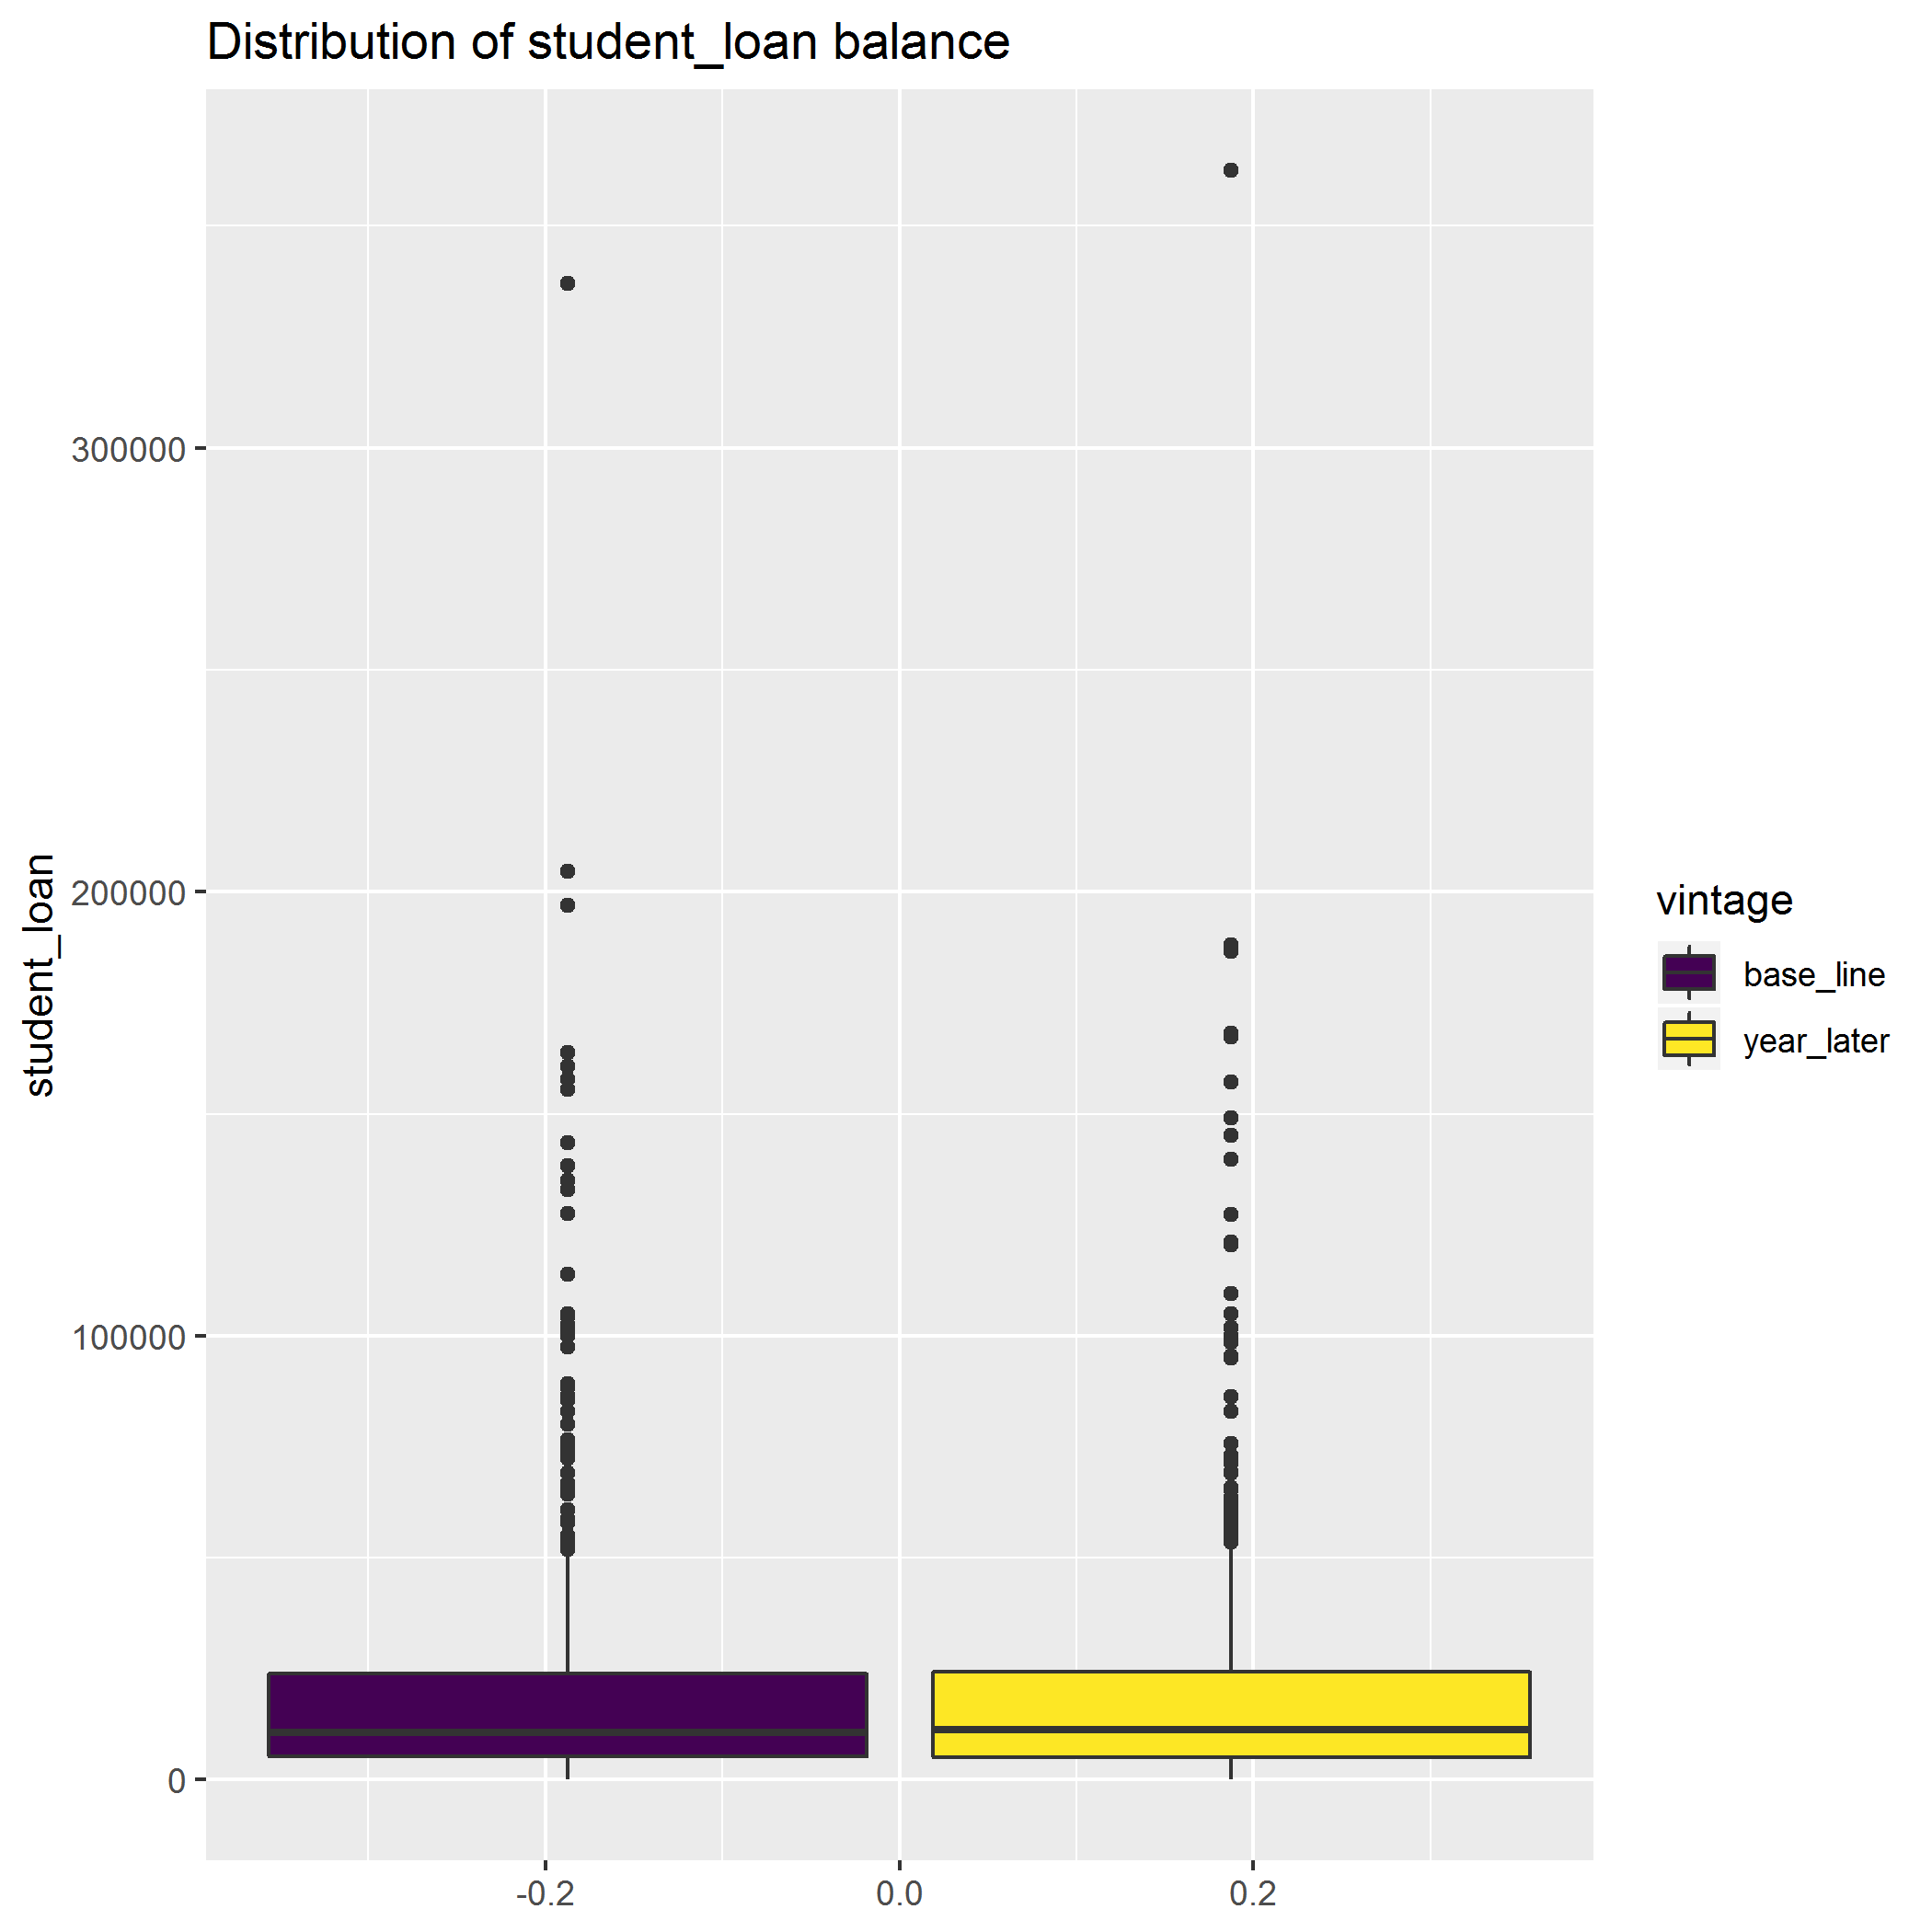 Distribution of student_loan balance
student_loan
300000
200000
100000
0
-0.2
0.0
0.2
vintage
base_line
year_later